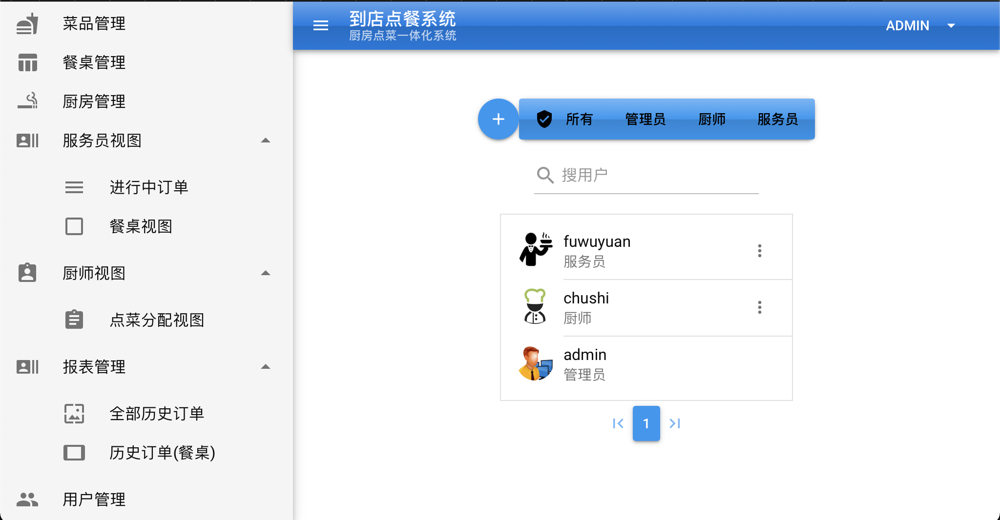 菜品管理
餐桌管理
厨房管理
服务员视图
进行中订单
餐桌视图
厨师视图
点菜分配视图
报表管理
全部历史订单
历史订单(餐桌)
用户管理
到店点餐系统
厨房点菜一体化系统
ADMIN
所有 管理员 厨师 服务员
搜用户
fuwuyuan
服务员
chushi
厨师
admin
管理员
1